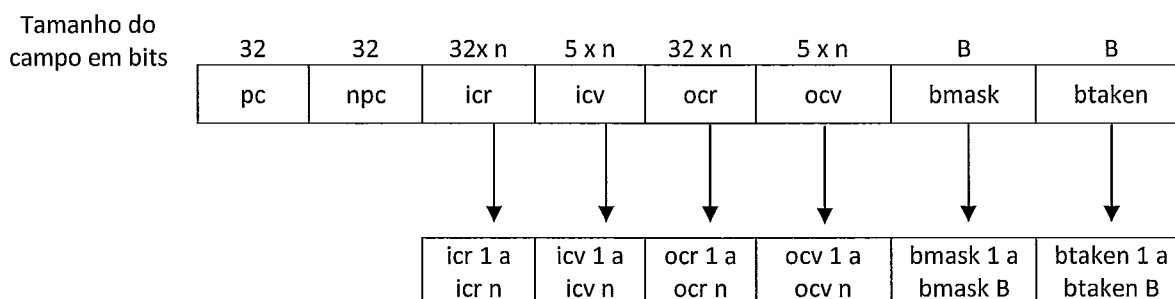 Tamanho do
campo em bits
32 32 32x n 5 x n 32 x n 5 x n B B
pc npc icr icv ocr ocv bmask btaken
icr 1 a icv 1 a ocr 1 a ocv 1 a bmask 1 a btaken 1 a
icr n icv n ocr n ocv n bmask B btaken B